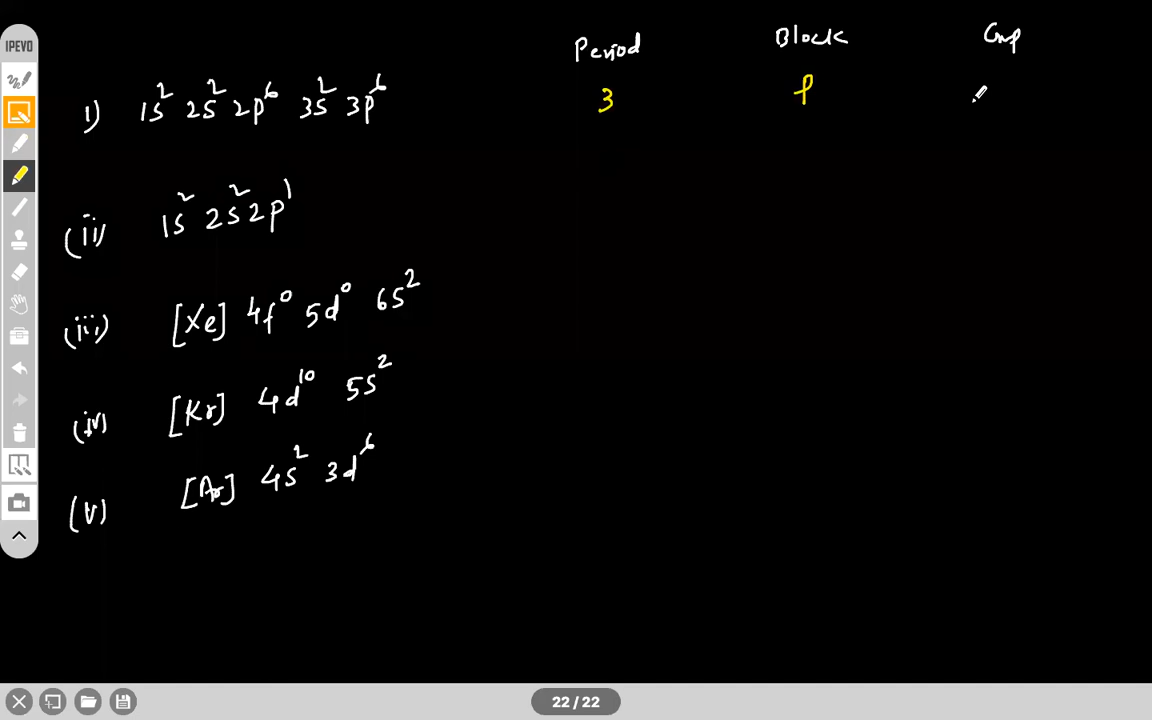 IPEVO
Period Block Grp
i) 1s² 2s² 2p⁶ 3s² 3p⁶ 3 P
(ii) 1s² 2s² 2p¹
(iii) [Xe] 4f⁰ 5d⁰ 6s²
(iv) [Kr] 4d¹⁰ 5s²
(v) [Ar] 4s² 3d⁶
22 / 22